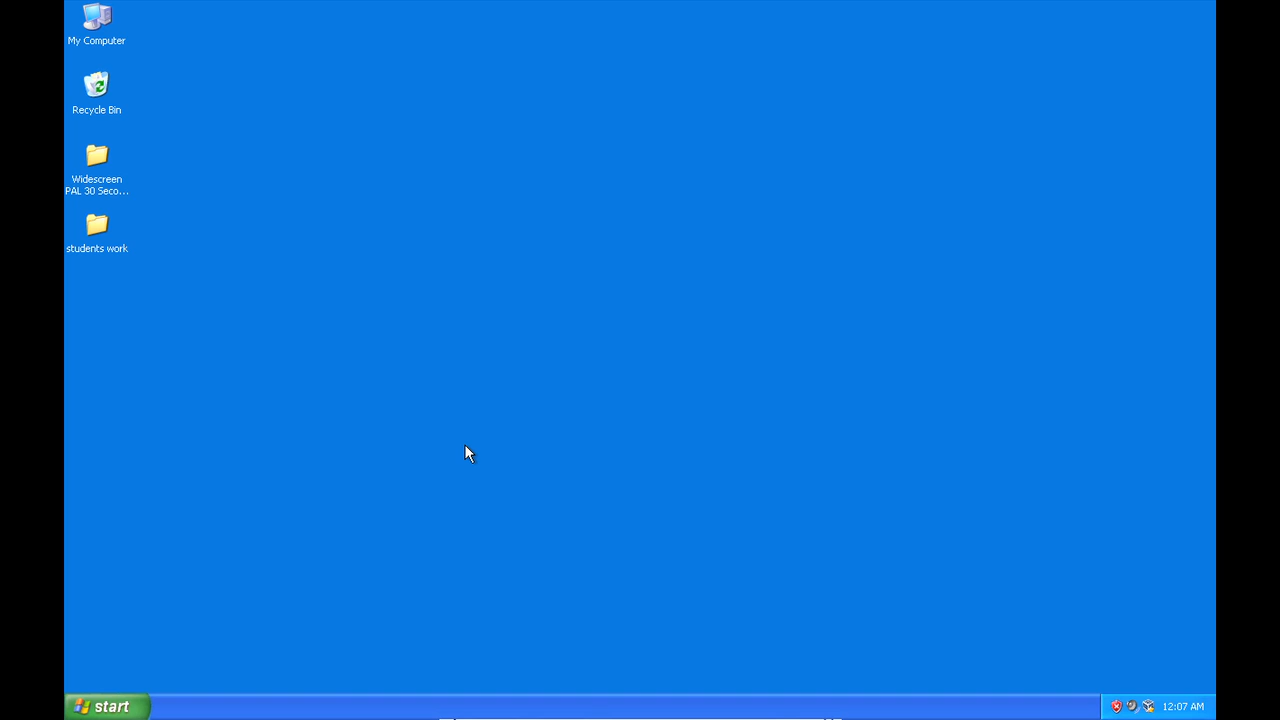 My Computer
Recycle Bin
Widescreen
PAL 30 Seco...
students work
start
12:07 AM